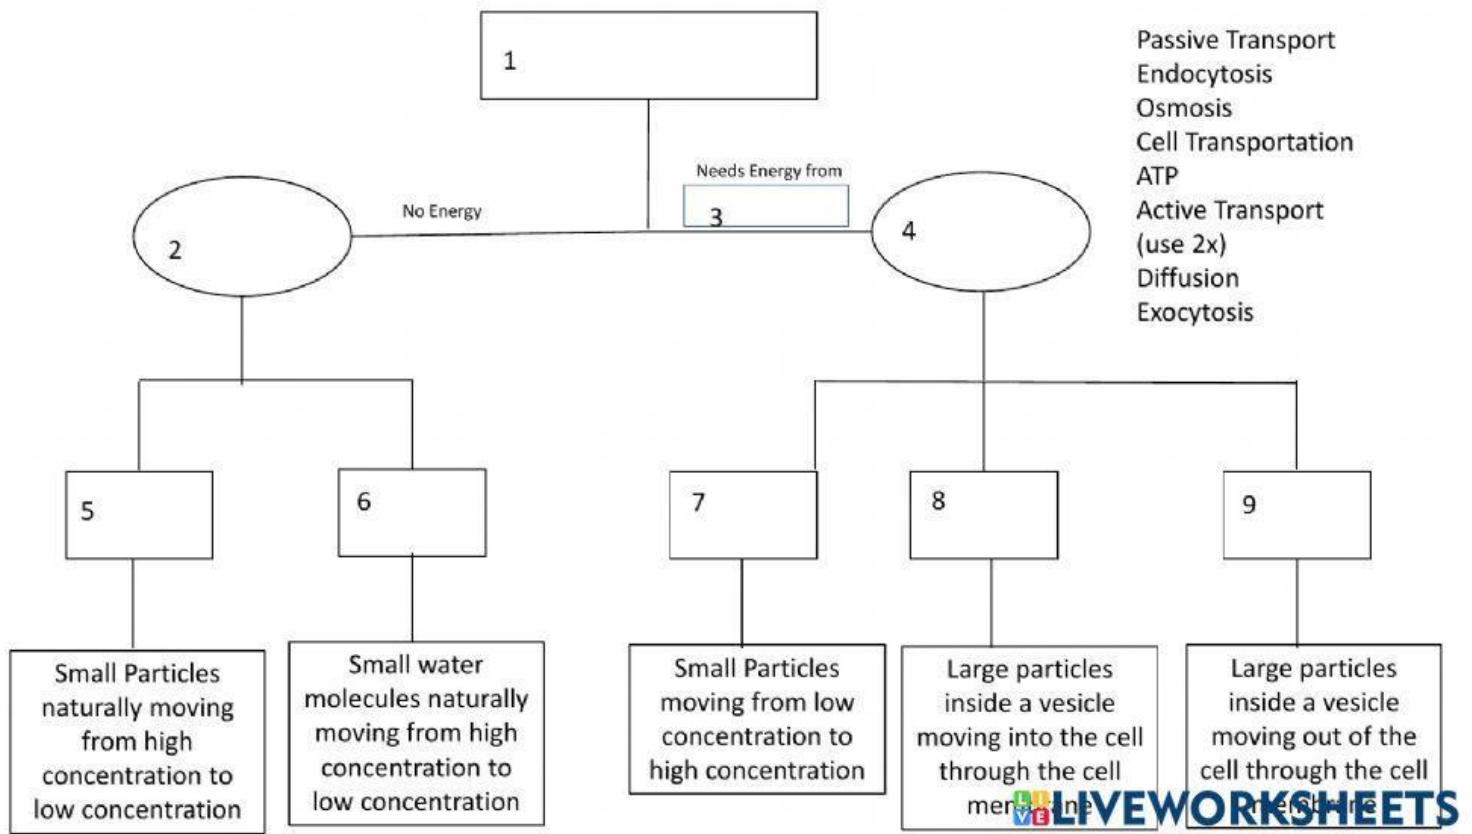 1
Passive Transport
Endocytosis
Osmosis
Cell Transportation
ATP
Active Transport
(use 2x)
Diffusion
Exocytosis
No Energy
Needs Energy from
2
3
4
5
6
7
8
9
Small Particles
naturally moving
from high
concentration to
low concentration
Small water
molecules naturally
moving from high
concentration to
low concentration
Small Particles
moving from low
concentration to
high concentration
Large particles
inside a vesicle
moving into the cell
through the cell
membrane
Large particles
inside a vesicle
moving out of the
cell through the cell
membrane
LIVE LIVEWORKSHEETS